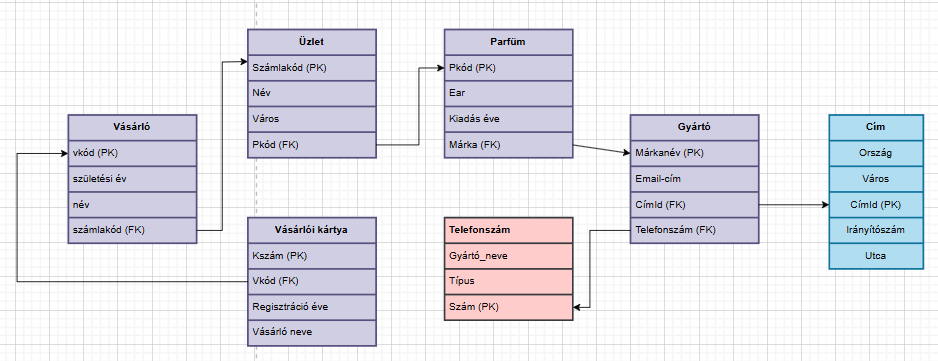 Üzlet
Számlakód (PK)
Név
Város
Pkód (FK)
Parfüm
Pkód (PK)
Ear
Kiadás éve
Márka (FK)
Vásárló
vkód (PK)
születési év
név
számlakód (FK)
Gyártó
Márkanév (PK)
Email-cím
CímId (FK)
Telefonszám (FK)
Cím
Ország
Város
CímId (PK)
Irányítószám
Utca
Vásárlói kártya
Kszám (PK)
Vkód (FK)
Regisztráció éve
Vásárló neve
Telefonszám
Gyártó_neve
Típus
Szám (PK)